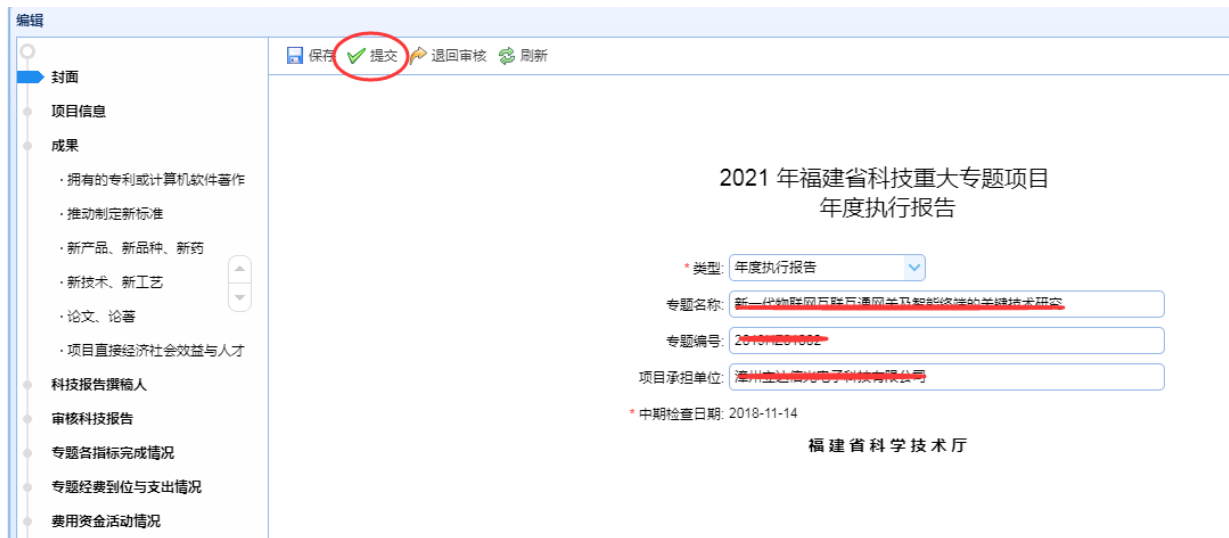 编辑
保存 提交 退回审核 刷新
封面
项目信息
成果
·拥有的专利或计算机软件著作
·推动制定新标准
·新产品、新品种、新药
·新技术、新工艺
·论文、论著
·项目直接经济社会效益与人才
科技报告撰稿人
审核科技报告
专题各指标完成情况
专题经费到位与支出情况
费用资金活动情况
2021 年福建省科技重大专题项目
年度执行报告
* 类型: 年度执行报告
专题名称:
专题编号:
项目承担单位:
* 中期检查日期: 2018-11-14
福建省科学技术厅